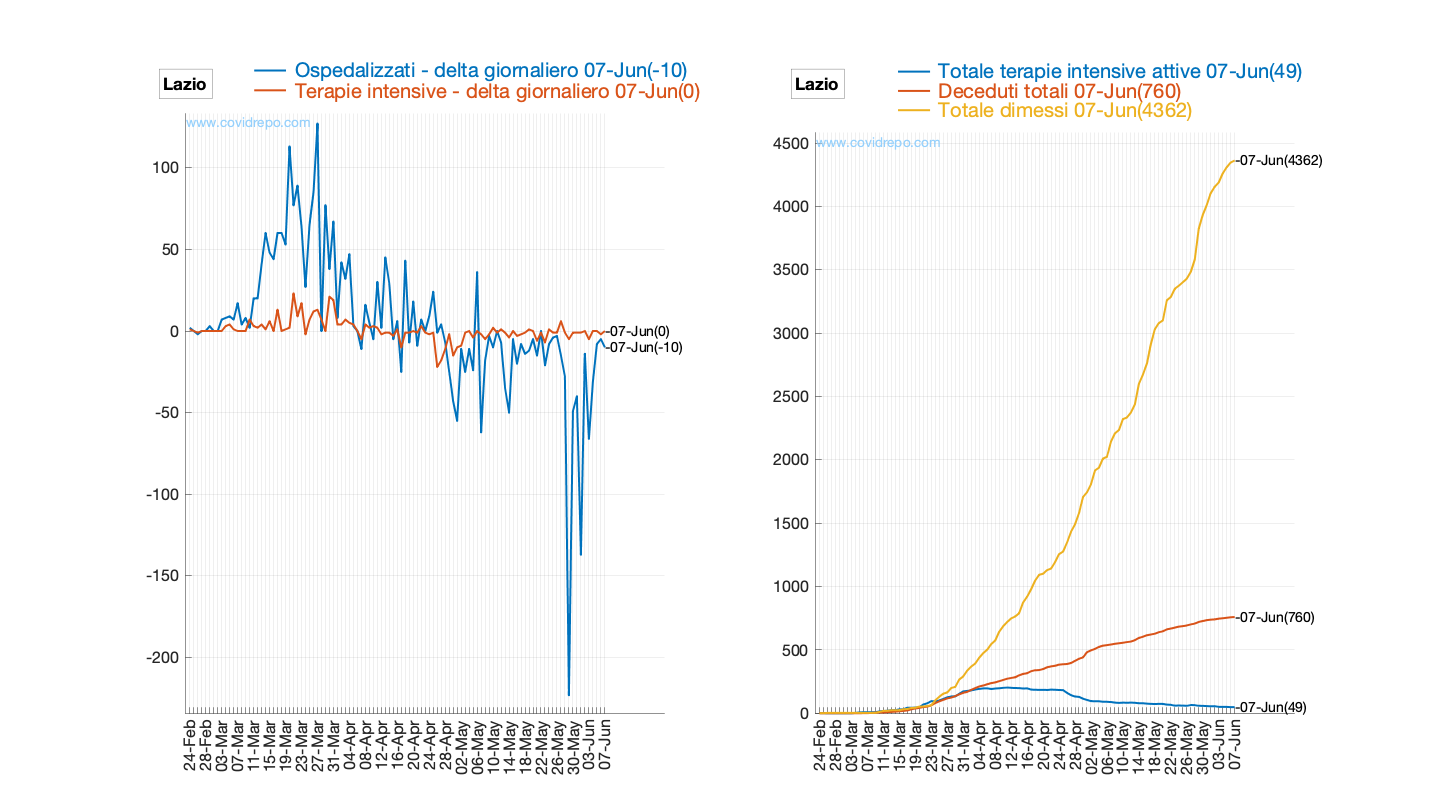 Lazio
Ospedalizzati - delta giornaliero 07-Jun(-10)
Terapie intensive - delta giornaliero 07-Jun(0)
www.covidrepo.com
100
50
0
-50
-100
-150
-200
-07-Jun(0)
-07-Jun(-10)
24-Feb
28-Feb
03-Mar
07-Mar
11-Mar
15-Mar
19-Mar
23-Mar
27-Mar
31-Mar
04-Apr
08-Apr
12-Apr
16-Apr
20-Apr
24-Apr
28-Apr
02-May
06-May
10-May
14-May
18-May
22-May
26-May
30-May
03-Jun
07-Jun
Lazio
Totale terapie intensive attive 07-Jun(49)
Deceduti totali 07-Jun(760)
Totale dimessi 07-Jun(4362)
www.covidrepo.com
4500
4000
3500
3000
2500
2000
1500
1000
500
0
-07-Jun(4362)
-07-Jun(760)
-07-Jun(49)
24-Feb
28-Feb
03-Mar
07-Mar
11-Mar
15-Mar
19-Mar
23-Mar
27-Mar
31-Mar
04-Apr
08-Apr
12-Apr
16-Apr
20-Apr
24-Apr
28-Apr
02-May
06-May
10-May
14-May
18-May
22-May
26-May
30-May
03-Jun
07-Jun